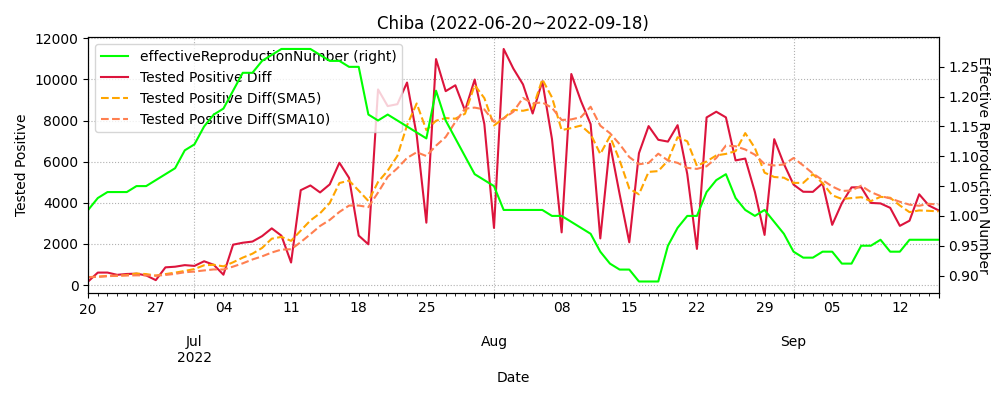 Chiba (2022-06-20~2022-09-18)
effectiveReproductionNumber (right)
Tested Positive Diff
Tested Positive Diff(SMA5)
Tested Positive Diff(SMA10)
Tested Positive
12000
10000
8000
6000
4000
2000
0
Effective Reproduction Number
1.25
1.20
1.15
1.10
1.05
1.00
0.95
0.90
20 27 04 11 18 25 08 15 22 29 05 12
Jul Aug Sep
2022
Date